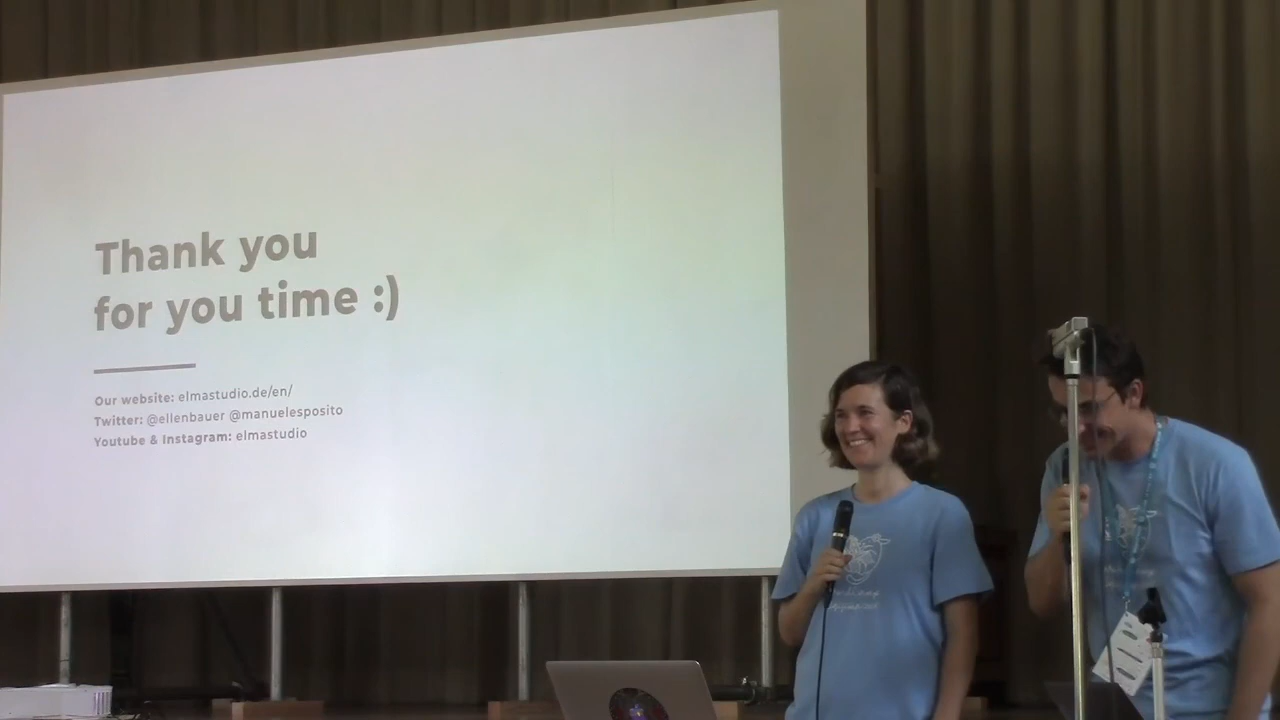 Thank you
for you time :)
Our website: elmastudio.de/en/
Twitter: @ellenbauer @manuelesposito
Youtube & Instagram: elmastudio